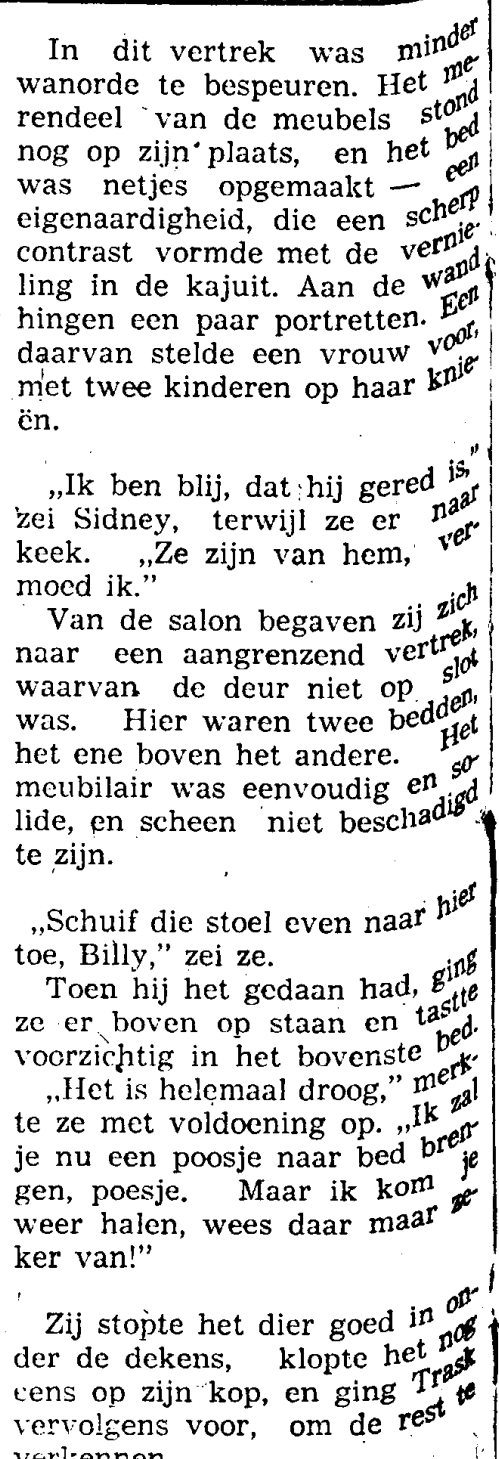 In dit vertrek was minder
wanorde te bespeuren. Het me-
rendeel van de meubels stond
nog op zijn plaats, en het bed
was netjes opgemaakt — een
eigenaardigheid, die een scherp
contrast vormde met de vernie-
ling in de kajuit. Aan de wand
hingen een paar portretten. Een
daarvan stelde een vrouw voor,
met twee kinderen op haar knie-
ën.
„Ik ben blij, dat hij gered is,”
zei Sidney, terwijl ze er naar
keek. „Ze zijn van hem, ver-
moed ik.”
Van de salon begaven zij zich
naar een aangrenzend vertrek,
waarvan de deur niet op slot
was. Hier waren twee bedden,
het ene boven het andere. Het
meubilair was eenvoudig en so-
lide, en scheen niet beschadigd
te zijn.
„Schuif die stoel even naar hier
toe, Billy,” zei ze.
Toen hij het gedaan had, ging
ze er boven op staan en tastte
voorzichtig in het bovenste bed.
„Het is helemaal droog,” merk-
te ze met voldoening op. „Ik zal
je nu een poosje naar bed bren-
gen, poesje. Maar ik kom je
weer halen, wees daar maar ze-
ker van!”
Zij stopte het dier goed in on-
der de dekens, klopte het nog
eens op zijn kop, en ging Trask
vervolgens voor, om de rest te
verkennen